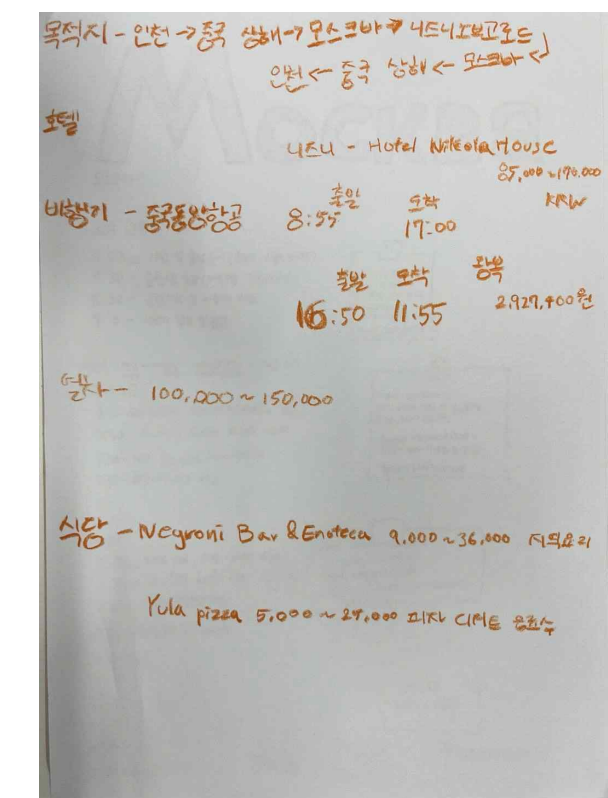 목적지 - 인천 → 중국 상해 → 모스크바 → 니즈니노브고로드
인천 ← 중국 상해 ← 모스크바 ↵
호텔
니즈니 - Hotel Nikola House
85,000 ~ 170,000
KRW
비행기 - 중국동방항공 출발 도착
8:55 17:00
출발 도착 왕복
16:50 11:55 2,927,400원
열차 - 100,000 ~ 150,000
식당 - Negroni Bar & Enoteca 9,000 ~ 36,000
Yula pizza 5,000 ~ 27,000 피자 디저트 음료수